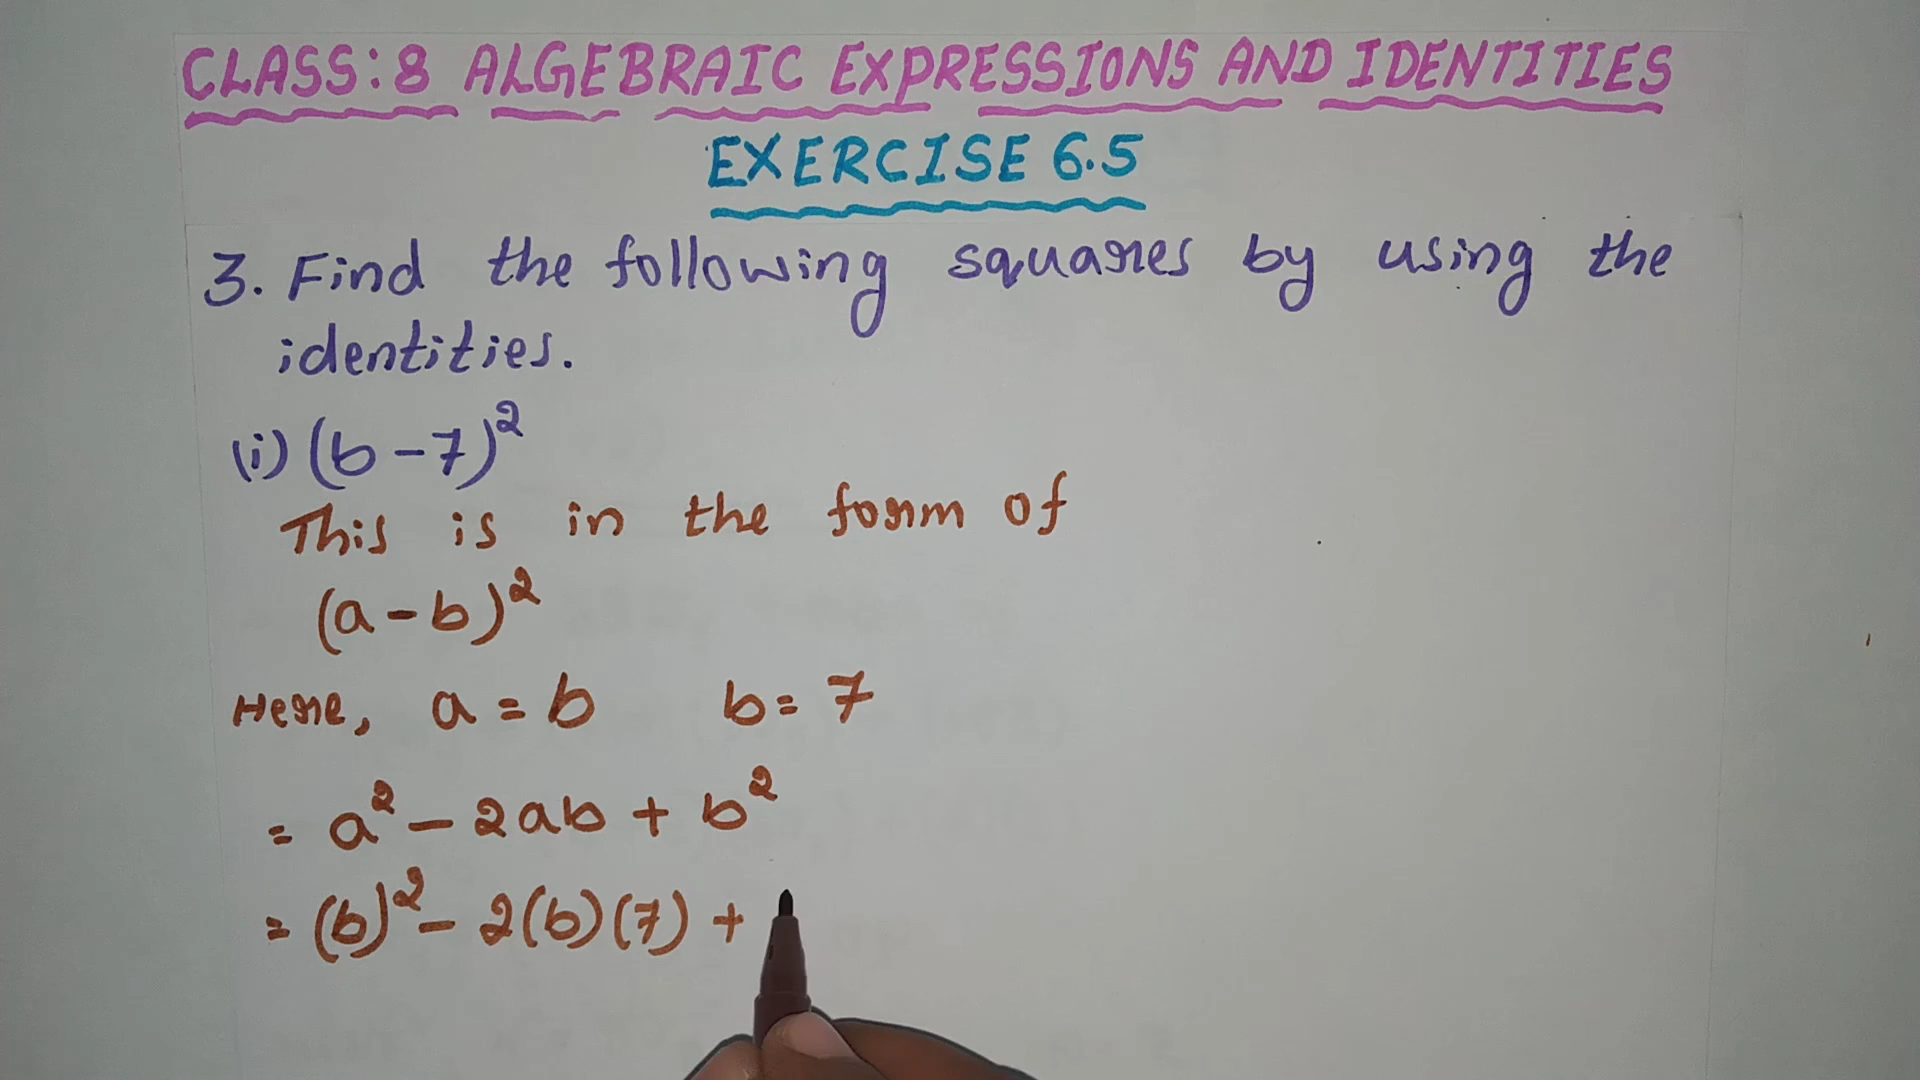 CLASS:8 ALGEBRAIC EXPRESSIONS AND IDENTITIES
EXERCISE 6.5
3. Find the following squares by using the
identities.
(i) (b-7)²
This is in the form of
(a-b)²
Here, a = b b = 7
= a² - 2ab + b²
= (b)² - 2(b)(7) +